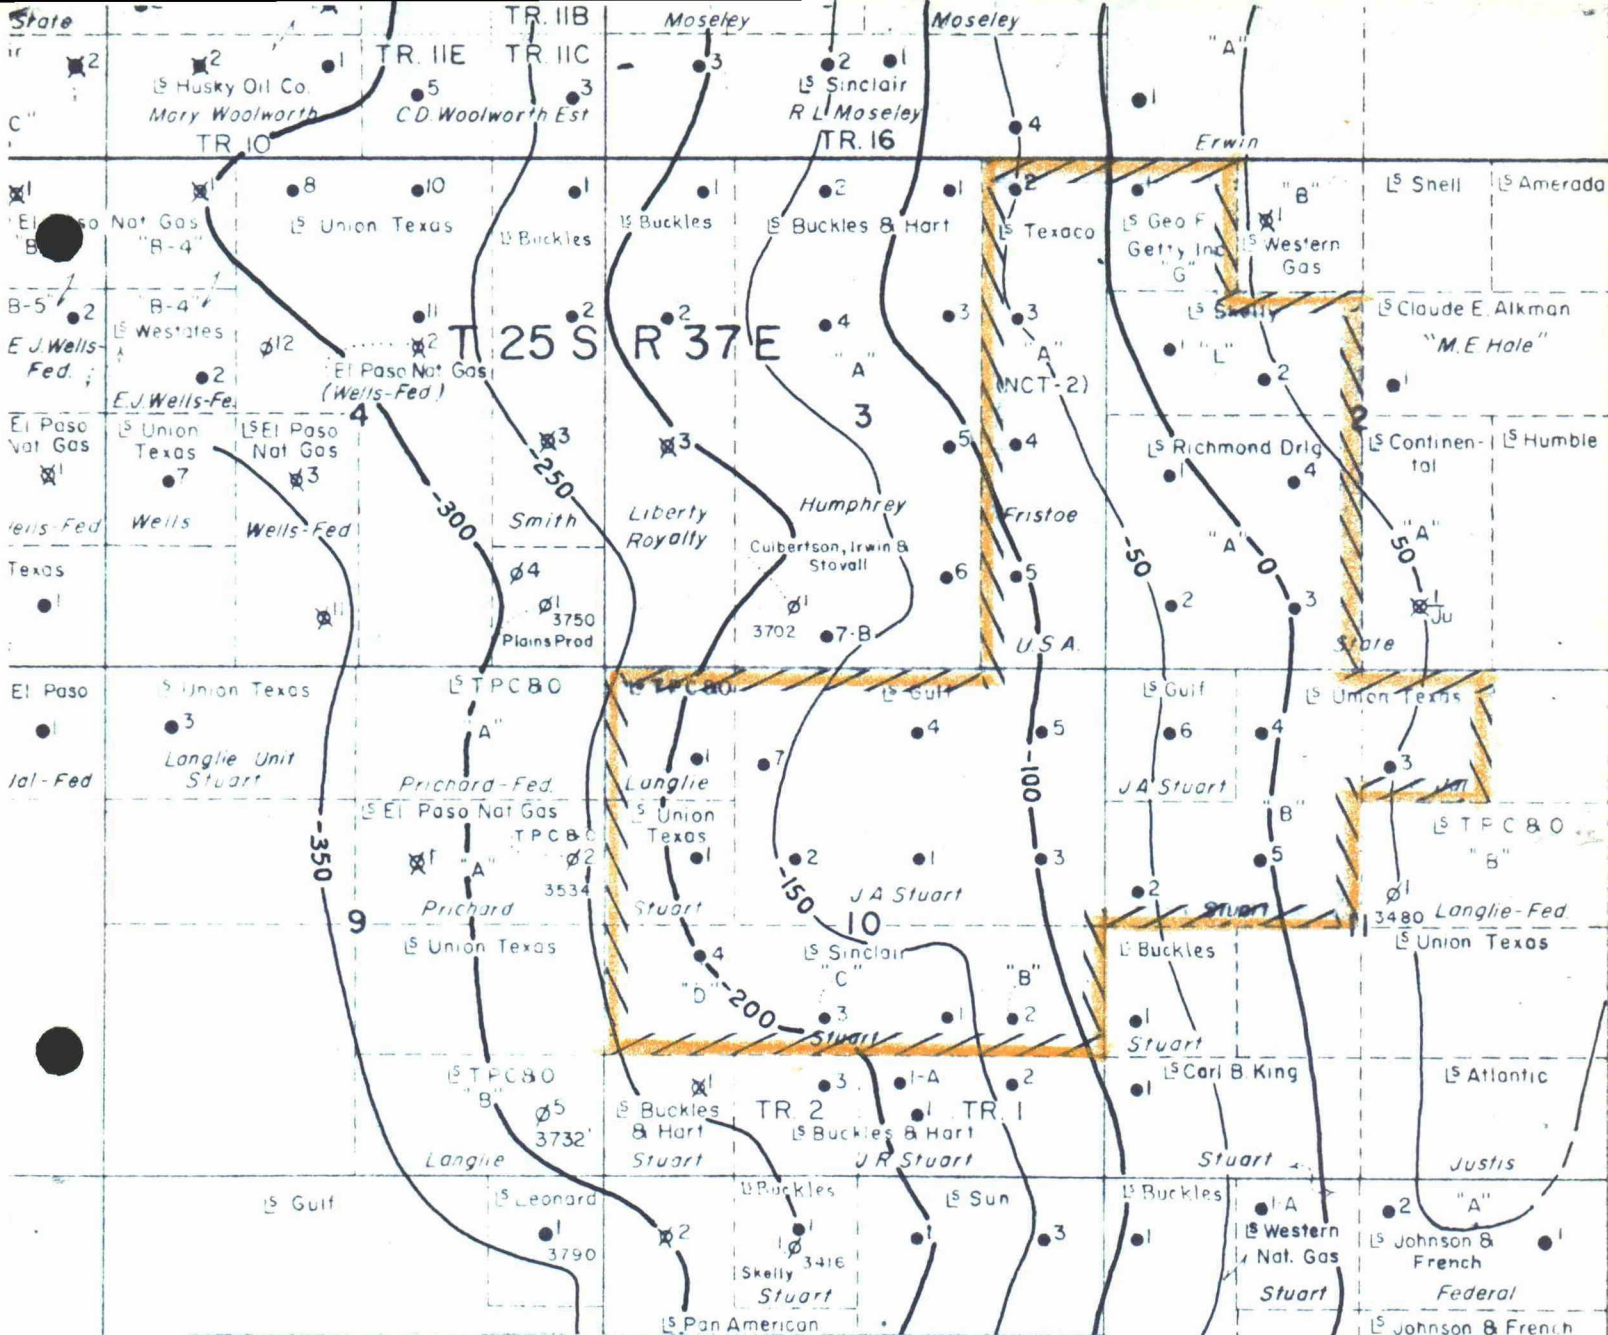 State
TR. 11B
Moseley
Moseley
TR. 11E
TR. 11C
"A"
2
2
1
3
2
1
Ls Husky Oil Co.
5
3
Ls Sinclair
1
Mary Woolworth
C.D. Woolworth Est
R L Moseley
C"
4
TR. 10
TR. 16
Erwin
1
1
8
10
1
1
2
1
2
1
"B"
Ls Shell
Ls Amerada
El Paso Nat Gas
Ls Union Texas
Ls Buckles
Ls Buckles
Ls Buckles & Hart
Ls Texaco
Ls Geo F.
Getty Inc
"G"
1
Ls Western
Gas
"B-4"
B-5"
"B-4"
2
Ls Westates
11
2
2
4
3
3
Ls Skelly
Ls Claude E. Alkman
"M.E. Hale"
E J. Wells-
Fed.
12
2
T 25 S R 37 E
"A"
"A"
"L"
1
2
El Paso Nat Gas
(Wells-Fed)
2
E.J. Wells-Fe
(NCT-2)
1
4
3
2
El Paso
Nat Gas
Ls Union
Texas
Ls El Paso
Nat Gas
3
3
5
4
Ls Richmond Drlg
Ls Continen-
tal
Ls Humble
1
7
3
-250
1
4
-300
Wells
Wells-Fed
Smith
Liberty
Royalty
Humphrey
Fristoe
-50
"A"
0
50
"A"
Culbertson, Irwin &
Stovall
Texas
1
4
6
5
11
1
3750
Plains Prod
1
3702
7-B
2
3
1
Ju
U.S.A.
State
El Paso
Ls Union Texas
Ls TPC&O
Ls TPC&O
Ls Gulf
Ls Gulf
Ls Union Texas
1
3
"A"
4
5
6
4
Langlie Unit
Stuart
1
7
3
Jal-Fed
Prichard-Fed.
Langlie
-100
J A Stuart
Jal
Ls El Paso Nat Gas
Ls Union
Texas
"B"
Ls T P C & O
"B"
-350
T P C & O
1
"A"
2
3534
1
2
1
3
5
Prichard
Stuart
-150
J A Stuart
2
Stuart
1
3480
Langlie-Fed.
9
10
Ls Union Texas
Ls Sinclair
Ls Buckles
Ls Union Texas
4
"D"
-200
"C"
3
1
"B"
2
1
Stuart
Stuart
Ls TPC&O
"B"
1
3
1-A
2
Ls Carl B. King
Ls Atlantic
5
3732'
Ls Buckles
& Hart
TR. 2
1
TR. 1
1
Ls Buckles & Hart
Langlie
Stuart
J R Stuart
Stuart
Justis
Ls Gulf
Ls Leonard
Ls Buckles
Ls Sun
Ls Buckles
1-A
2
"A"
1
3790
2
1
1
3416
1
3
1
Ls Western
Nat. Gas
Ls Johnson &
French
1
Skelly
Stuart
Stuart
Federal
Ls Pan American
Ls Johnson & French